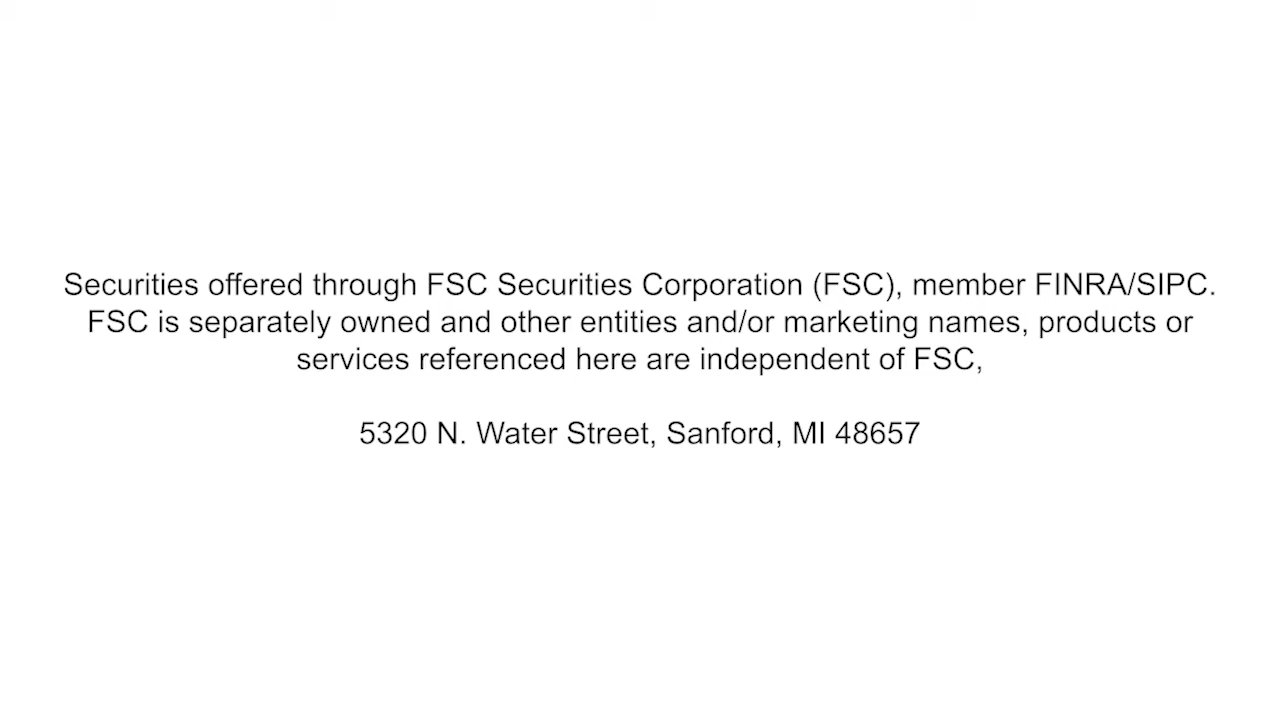 Securities offered through FSC Securities Corporation (FSC), member FINRA/SIPC.
FSC is separately owned and other entities and/or marketing names, products or
services referenced here are independent of FSC,
5320 N. Water Street, Sanford, MI 48657